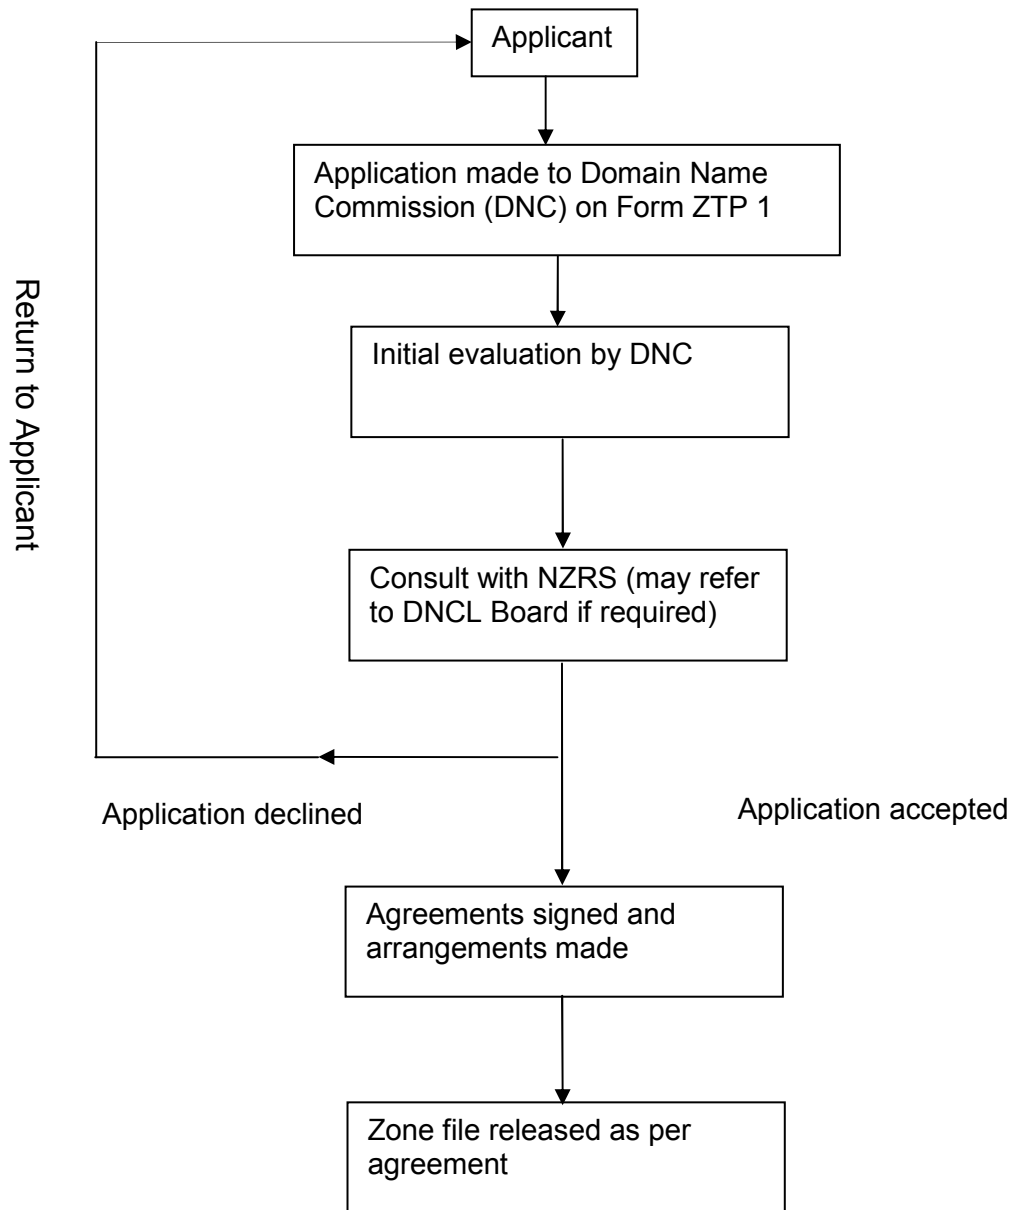 Applicant
Application made to Domain Name
Commission (DNC) on Form ZTP 1
Return to Applicant
Initial evaluation by DNC
Consult with NZRS (may refer
to DNCL Board if required)
Application declined
Application accepted
Agreements signed and
arrangements made
Zone file released as per
agreement